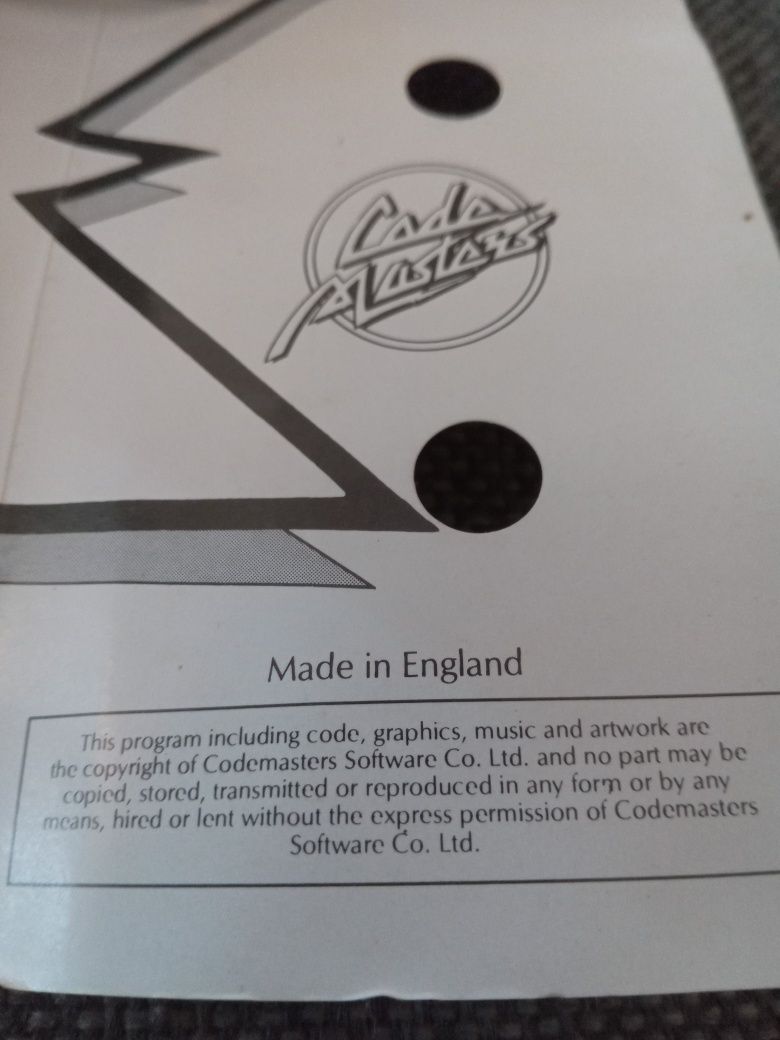 Code
Masters
Made in England
This program including code, graphics, music and artwork are
the copyright of Codemasters Software Co. Ltd. and no part may be
copied, stored, transmitted or reproduced in any form or by any
means, hired or lent without the express permission of Codemasters
Software Co. Ltd.